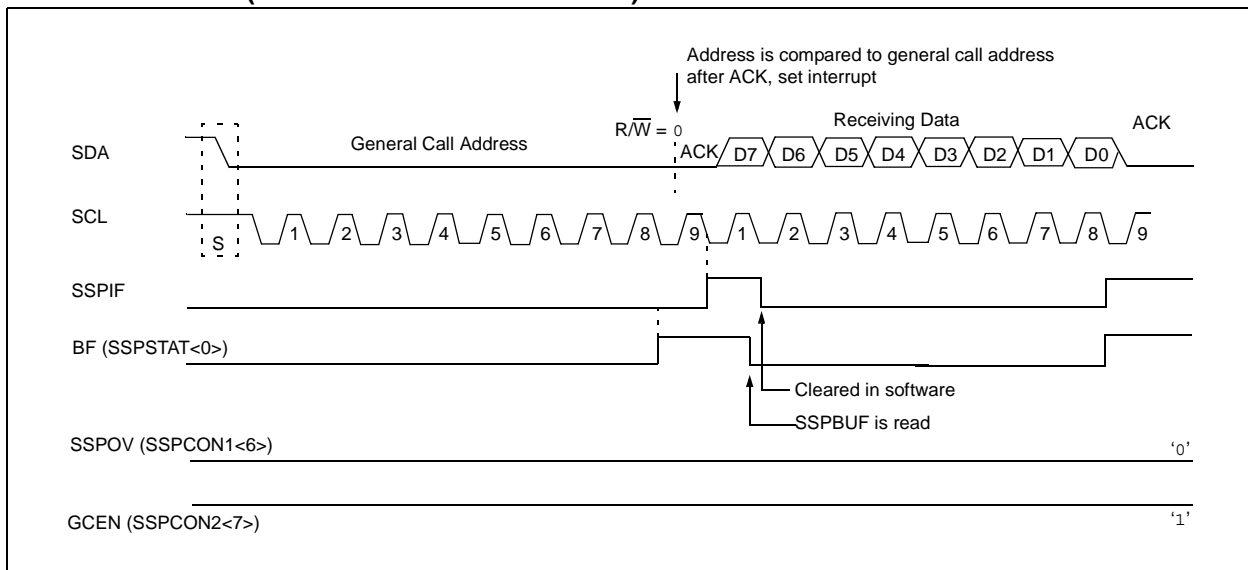 Address is compared to general call address
after ACK, set interrupt
R/W = 0
Receiving Data
ACK
SDA
General Call Address
ACK D7 D6 D5 D4 D3 D2 D1 D0
SCL
S 1 2 3 4 5 6 7 8 9 1 2 3 4 5 6 7 8 9
SSPIF
BF (SSPSTAT<0>)
Cleared in software
SSPBUF is read
SSPOV (SSPCON1<6>)
‘0’
GCEN (SSPCON2<7>)
‘1’